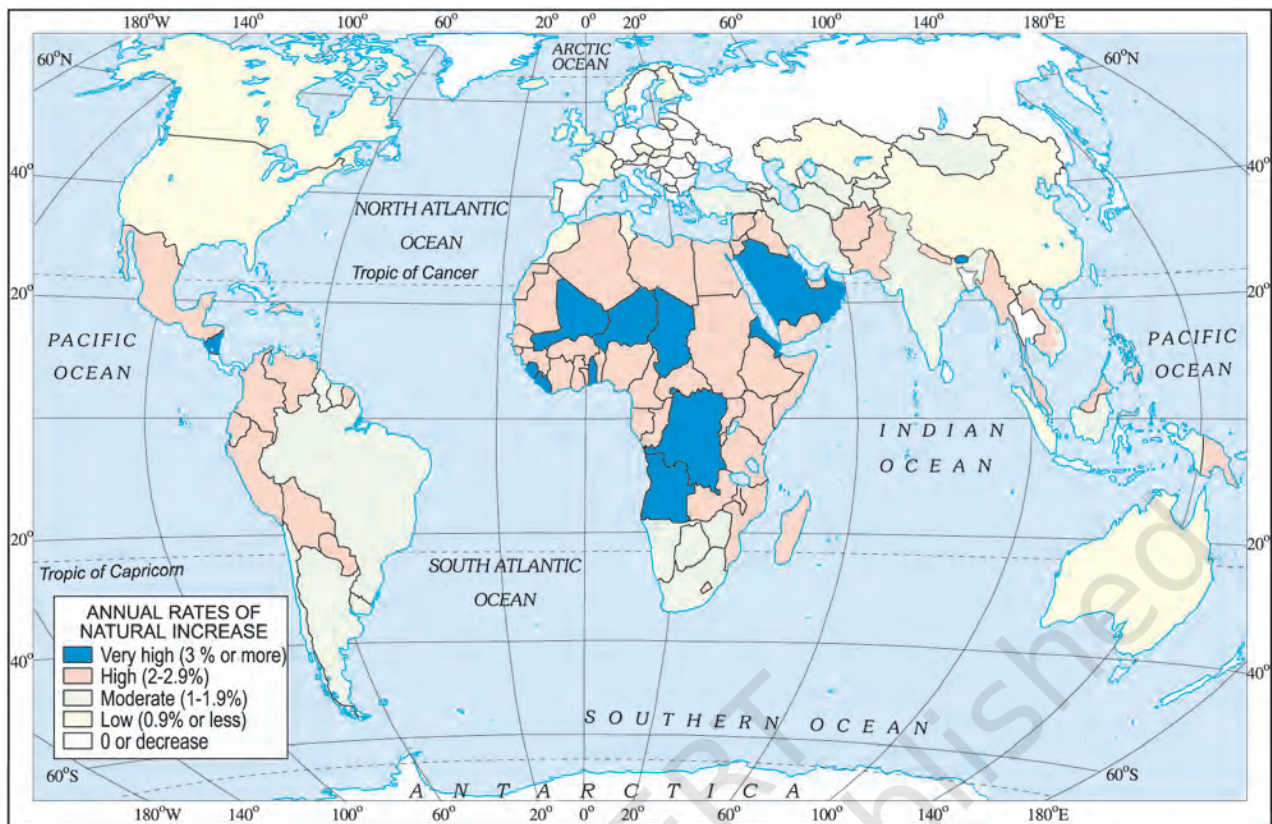 180°W 140° 100° 20° 0° 20° 60° 100° 140° 180°E
ARCTIC
OCEAN
60°N
60°N
40°
40°
NORTH ATLANTIC
OCEAN
Tropic of Cancer
20°
20°
PACIFIC
OCEAN
PACIFIC
OCEAN
INDIAN
OCEAN
20°
20°
Tropic of Capricorn
SOUTH ATLANTIC
OCEAN
ANNUAL RATES OF
NATURAL INCREASE
Very high (3 % or more)
High (2-2.9%)
Moderate (1-1.9%)
Low (0.9% or less)
0 or decrease
40°
40°
SOUTHERN OCEAN
60°S
60°S
ANTARCTICA
180°W 140° 100° 60° 20° 0° 20° 60° 100° 140° 180°E